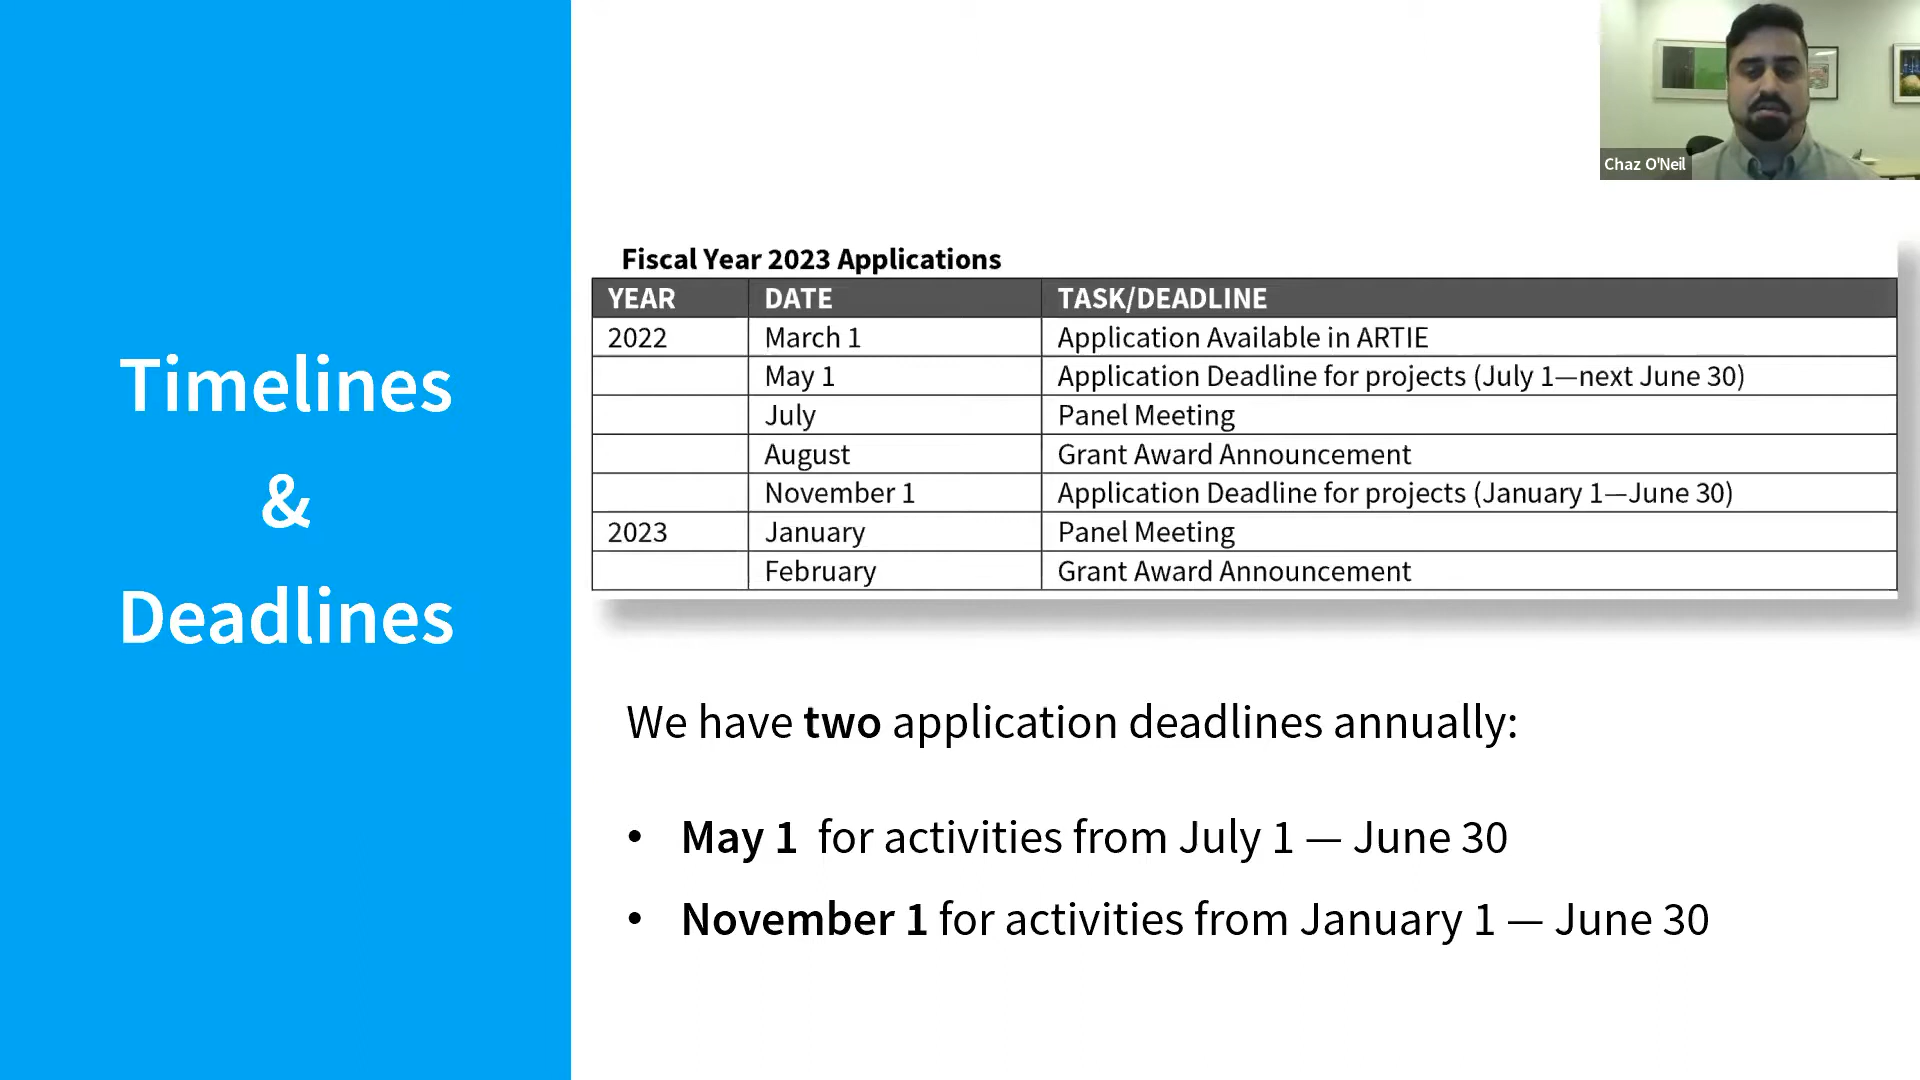 Timelines
&
Deadlines
Chaz O'Neil
Fiscal Year 2023 Applications
YEAR DATE TASK/DEADLINE
2022 March 1 Application Available in ARTIE
May 1 Application Deadline for projects (July 1—next June 30)
July Panel Meeting
August Grant Award Announcement
November 1 Application Deadline for projects (January 1—June 30)
2023 January Panel Meeting
February Grant Award Announcement
We have two application deadlines annually:
• May 1 for activities from July 1 — June 30
• November 1 for activities from January 1 — June 30